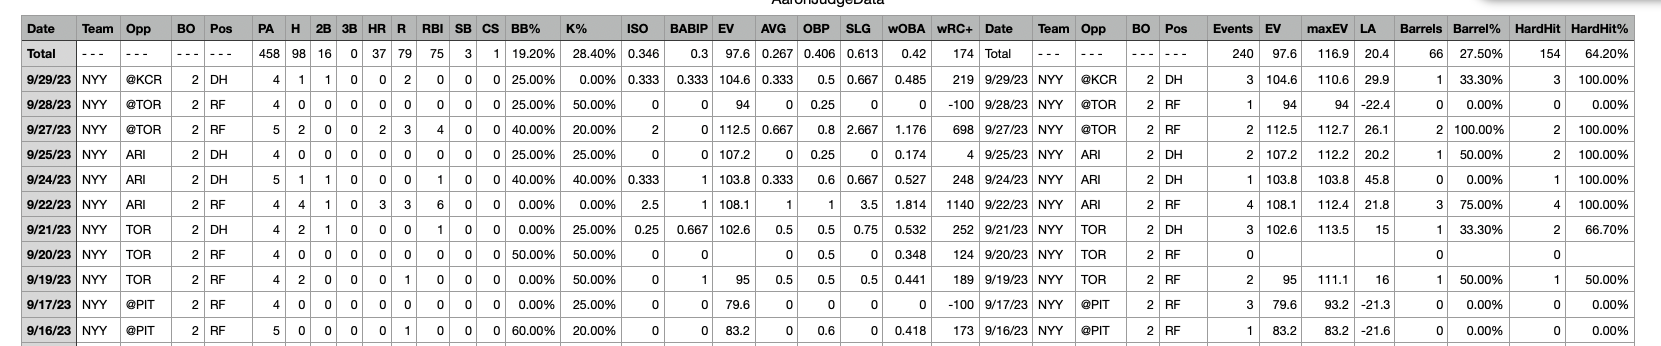 AaronJudgeData
Date Team Opp BO Pos PA H 2B 3B HR R RBI SB CS BB% K% ISO BABIP EV AVG OBP SLG wOBA wRC+ Date Team Opp BO Pos Events EV maxEV LA Barrels Barrel% HardHit HardHit%
Total - - - - - - - - - - - - 458 98 16 0 37 79 75 3 1 19.20% 28.40% 0.346 0.3 97.6 0.267 0.406 0.613 0.42 174 Total - - - - - - - - - - - - 240 97.6 116.9 20.4 66 27.50% 154 64.20%
9/29/23 NYY @KCR 2 DH 4 1 1 0 0 2 0 0 0 25.00% 0.00% 0.333 0.333 104.6 0.333 0.5 0.667 0.485 219 9/29/23 NYY @KCR 2 DH 3 104.6 110.6 29.9 1 33.30% 3 100.00%
9/28/23 NYY @TOR 2 RF 4 0 0 0 0 0 0 0 0 25.00% 50.00% 0 0 94 0 0.25 0 0 -100 9/28/23 NYY @TOR 2 RF 1 94 94 -22.4 0 0.00% 0 0.00%
9/27/23 NYY @TOR 2 RF 5 2 0 0 2 3 4 0 0 40.00% 20.00% 2 0 112.5 0.667 0.8 2.667 1.176 698 9/27/23 NYY @TOR 2 RF 2 112.5 112.7 26.1 2 100.00% 2 100.00%
9/25/23 NYY ARI 2 DH 4 0 0 0 0 0 0 0 0 25.00% 25.00% 0 0 107.2 0 0.25 0 0.174 4 9/25/23 NYY ARI 2 DH 2 107.2 112.2 20.2 1 50.00% 2 100.00%
9/24/23 NYY ARI 2 DH 5 1 1 0 0 0 1 0 0 40.00% 40.00% 0.333 1 103.8 0.333 0.6 0.667 0.527 248 9/24/23 NYY ARI 2 DH 1 103.8 103.8 45.8 0 0.00% 1 100.00%
9/22/23 NYY ARI 2 RF 4 4 1 0 3 3 6 0 0 0.00% 0.00% 2.5 1 108.1 1 1 3.5 1.814 1140 9/22/23 NYY ARI 2 RF 4 108.1 112.4 21.8 3 75.00% 4 100.00%
9/21/23 NYY TOR 2 DH 4 2 1 0 0 0 1 0 0 0.00% 25.00% 0.25 0.667 102.6 0.5 0.5 0.75 0.532 252 9/21/23 NYY TOR 2 DH 3 102.6 113.5 15 1 33.30% 2 66.70%
9/20/23 NYY TOR 2 RF 4 0 0 0 0 0 0 0 0 50.00% 50.00% 0 0 0.5 0 0.348 124 9/20/23 NYY TOR 2 RF 0 0 0
9/19/23 NYY TOR 2 RF 4 2 0 0 0 1 0 0 0 0.00% 50.00% 0 1 95 0.5 0.5 0.5 0.441 189 9/19/23 NYY TOR 2 RF 2 95 111.1 16 1 50.00% 1 50.00%
9/17/23 NYY @PIT 2 RF 4 0 0 0 0 0 0 0 0 0.00% 25.00% 0 0 79.6 0 0 0 0 -100 9/17/23 NYY @PIT 2 RF 3 79.6 93.2 -21.3 0 0.00% 0 0.00%
9/16/23 NYY @PIT 2 RF 5 0 0 0 0 1 0 0 0 60.00% 20.00% 0 0 83.2 0 0.6 0 0.418 173 9/16/23 NYY @PIT 2 RF 1 83.2 83.2 -21.6 0 0.00% 0 0.00%